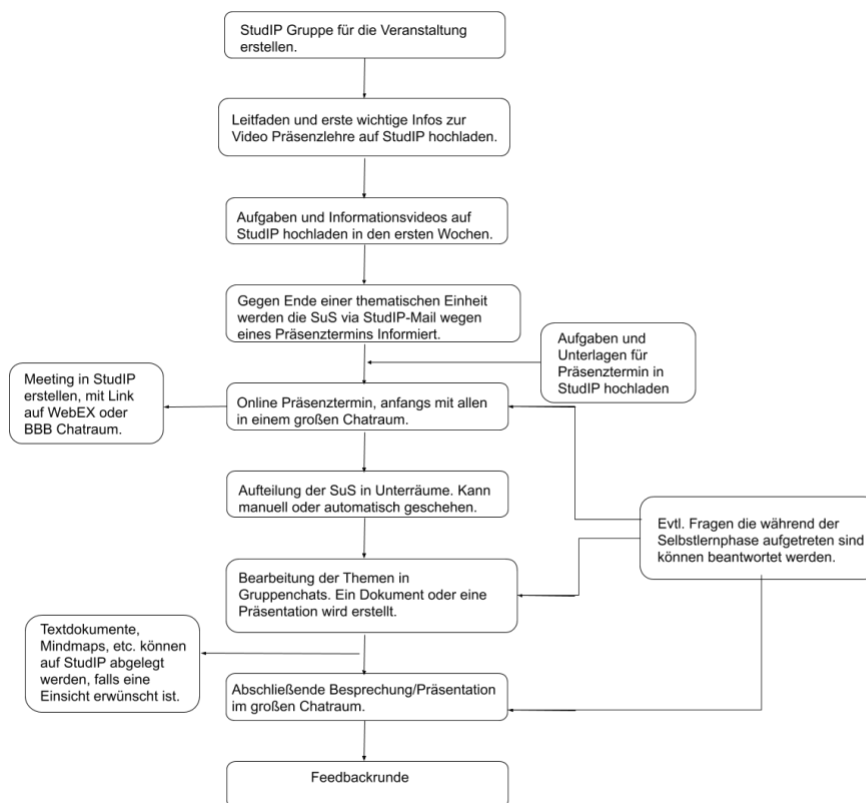 StudIP Gruppe für die Veranstaltung
erstellen.
Leitfaden und erste wichtige Infos zur
Video Präsenzlehre auf StudIP hochladen.
Aufgaben und Informationsvideos auf
StudIP hochladen in den ersten Wochen.
Gegen Ende einer thematischen Einheit
werden die SuS via StudIP-Mail wegen
eines Präsenztermins Informiert.
Aufgaben und
Unterlagen für
Präsenztermin in
StudIP hochladen
Meeting in StudIP
erstellen, mit Link
auf WebEX oder
BBB Chatraum.
Online Präsenztermin, anfangs mit allen
in einem großen Chatraum.
Aufteilung der SuS in Unterräume. Kann
manuell oder automatisch geschehen.
Evtl. Fragen die während der
Selbstlernphase aufgetreten sind
können beantwortet werden.
Bearbeitung der Themen in
Gruppenchats. Ein Dokument oder eine
Präsentation wird erstellt.
Textdokumente,
Mindmaps, etc. können
auf StudIP abgelegt
werden, falls eine
Einsicht erwünscht ist.
Abschließende Besprechung/Präsentation
im großen Chatraum.
Feedbackrunde